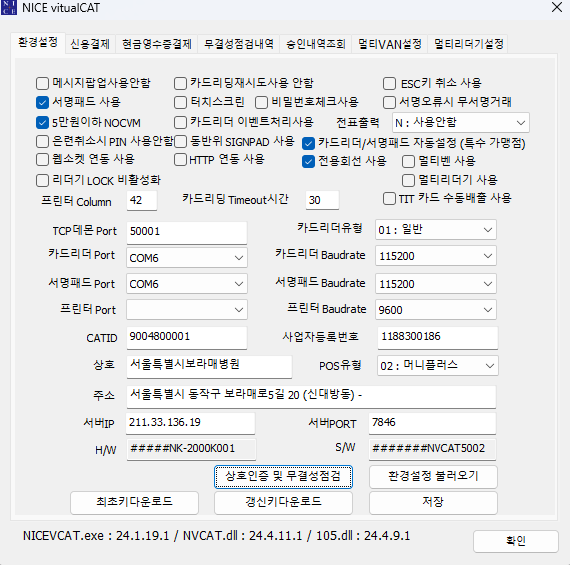 NICE vitualCAT
환경설정 신용결제 현금영수증결제 무결성점검내역 승인내역조회 멀티VAN설정 멀티리더기설정
메시지팝업사용안함 카드리딩재시도사용 안함 ESC키 취소 사용
서명패드 사용 터치스크린 비밀번호체크사용 서명오류시 무서명거래
5만원이하 NOCVM 카드리더 이벤트처리사용 전표출력 N : 사용안함
은련취소시 PIN 사용안함 동반위 SIGNPAD 사용 카드리더/서명패드 자동설정 (특수 가맹점)
웹소켓 연동 사용 HTTP 연동 사용 전용회선 사용 멀티벤 사용
리더기 LOCK 비활성화 멀티리더기 사용
프린터 Column 42 카드리딩 Timeout시간 30 TIT 카드 수동배출 사용
TCP데몬 Port 50001 카드리더유형 01 : 일반
카드리더 Port COM6 카드리더 Baudrate 115200
서명패드 Port COM6 서명패드 Baudrate 115200
프린터 Port 프린터 Baudrate 9600
CATID 9004800001 사업자등록번호 1188300186
상호 서울특별시보라매병원 POS유형 02 : 머니플러스
주소 서울특별시 동작구 보라매로5길 20 (신대방동) -
서버IP 211.33.136.19 서버PORT 7846
H/W #####NK-2000K001 S/W #######NVCAT5002
상호인증 및 무결성점검 환경설정 불러오기
최초키다운로드 갱신키다운로드 저장
NICEVCAT.exe : 24.1.19.1 / NVCAT.dll : 24.4.11.1 / 105.dll : 24.4.9.1
확인